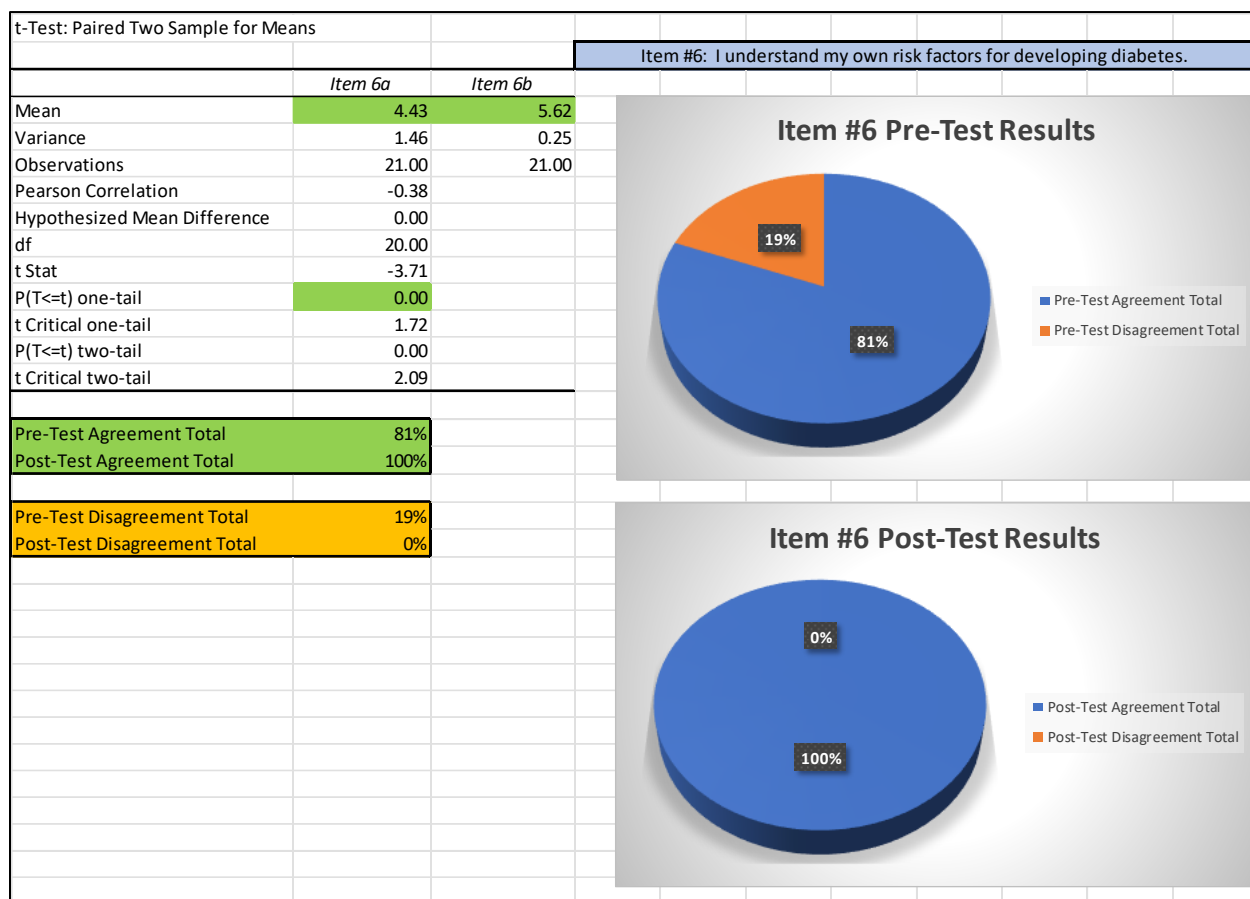 t-Test: Paired Two Sample for Means
Item #6: I understand my own risk factors for developing diabetes.
Item 6a Item 6b
Mean 4.43 5.62
Variance 1.46 0.25
Observations 21.00 21.00
Pearson Correlation -0.38
Hypothesized Mean Difference 0.00
df 20.00
t Stat -3.71
P(T<=t) one-tail 0.00
t Critical one-tail 1.72
P(T<=t) two-tail 0.00
t Critical two-tail 2.09
Pre-Test Agreement Total 81%
Post-Test Agreement Total 100%
Pre-Test Disagreement Total 19%
Post-Test Disagreement Total 0%
Item #6 Pre-Test Results
19%
81%
Pre-Test Agreement Total
Pre-Test Disagreement Total
Item #6 Post-Test Results
0%
100%
Post-Test Agreement Total
Post-Test Disagreement Total